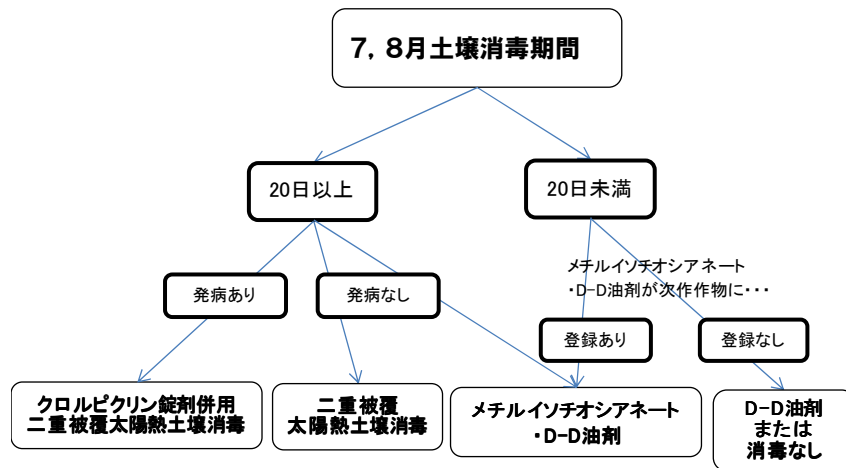 ７，８月土壌消毒期間
20日以上
20日未満
メチルイソチオシアネート
・D-D油剤が次作作物に・・・
発病あり
発病なし
登録あり
登録なし
クロルピクリン錠剤併用
二重被覆太陽熱土壌消毒
二重被覆
太陽熱土壌消毒
メチルイソチオシアネート
・D-D油剤
D-D油剤
または
消毒なし